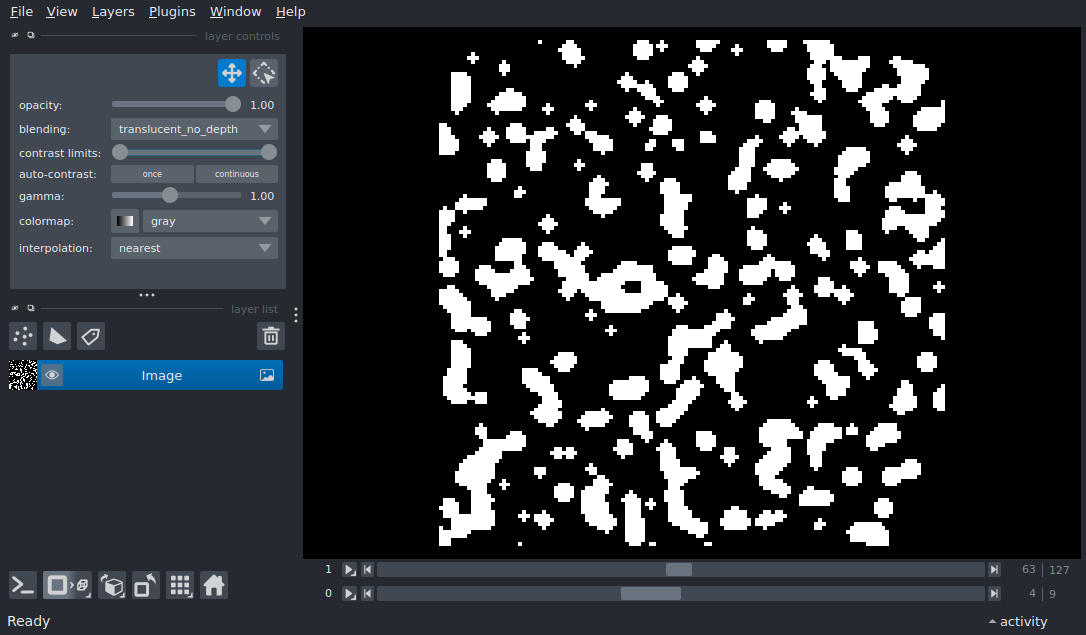 File View Layers Plugins Window Help
layer controls
opacity: 1.00
blending: translucent_no_depth
contrast limits:
auto-contrast: once continuous
gamma: 1.00
colormap: gray
interpolation: nearest
layer list
Image
1 63 127
0 4 9
Ready activity